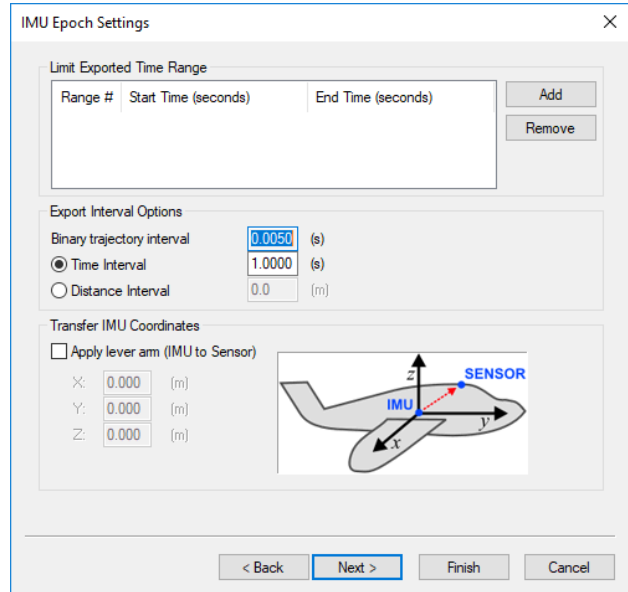 IMU Epoch Settings
Limit Exported Time Range
Range # Start Time (seconds) End Time (seconds)
Add
Remove
Export Interval Options
Binary trajectory interval 0.0050 (s)
Time Interval 1.0000 (s)
Distance Interval 0.0 (m)
Transfer IMU Coordinates
Apply lever arm (IMU to Sensor)
X: 0.000 (m)
Y: 0.000 (m)
Z: 0.000 (m)
z SENSOR
IMU
y
x
< Back Next > Finish Cancel